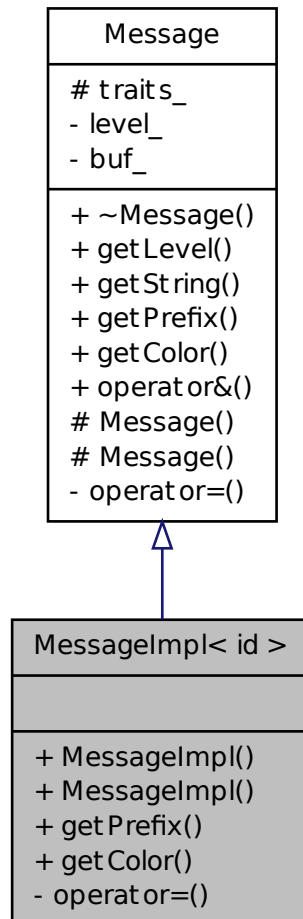 Message
# traits_
- level_
- buf_
+ ~Message()
+ getLevel()
+ getString()
+ getPrefix()
+ getColor()
+ operator&()
# Message()
# Message()
- operator=()
MessageImpl< id >
+ MessageImpl()
+ MessageImpl()
+ getPrefix()
+ getColor()
- operator=()